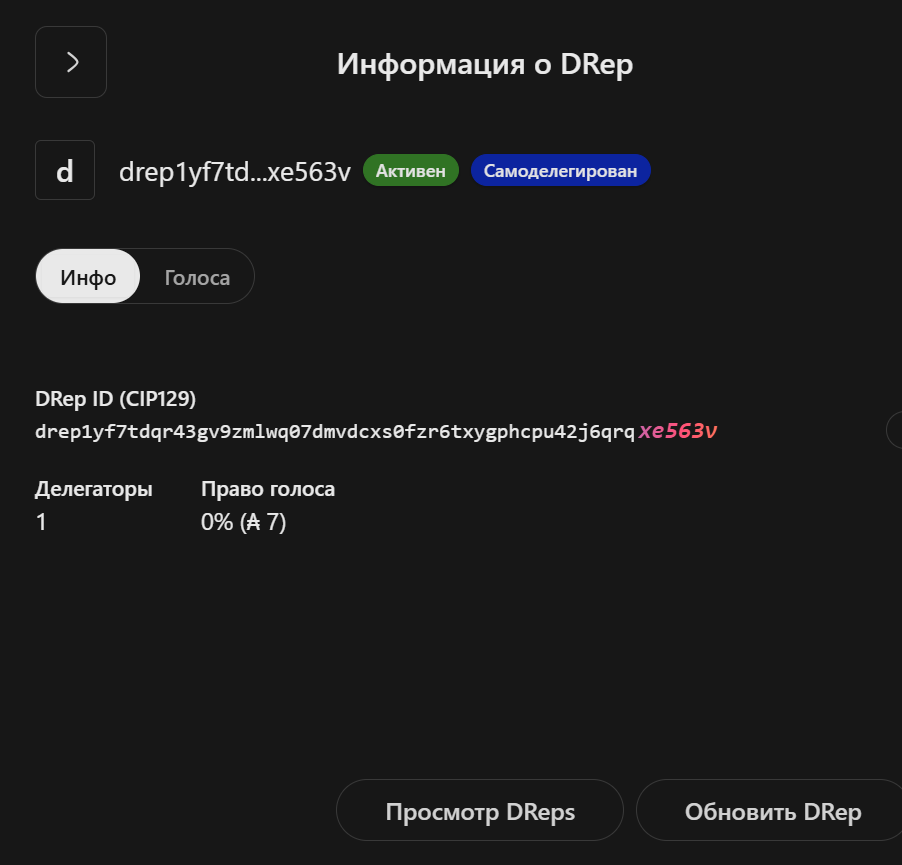 Информация о DRep
d drep1yf7td...xe563v Активен Самоделегирован
Инфо Голоса
DRep ID (CIP129)
drep1yf7tdqr43gv9zmlwq07dmvdcxs0fzr6txygphcpu42j6qrqxe563v
Делегаторы Право голоса
1 0% (₳ 7)
Просмотр DReps Обновить DRep